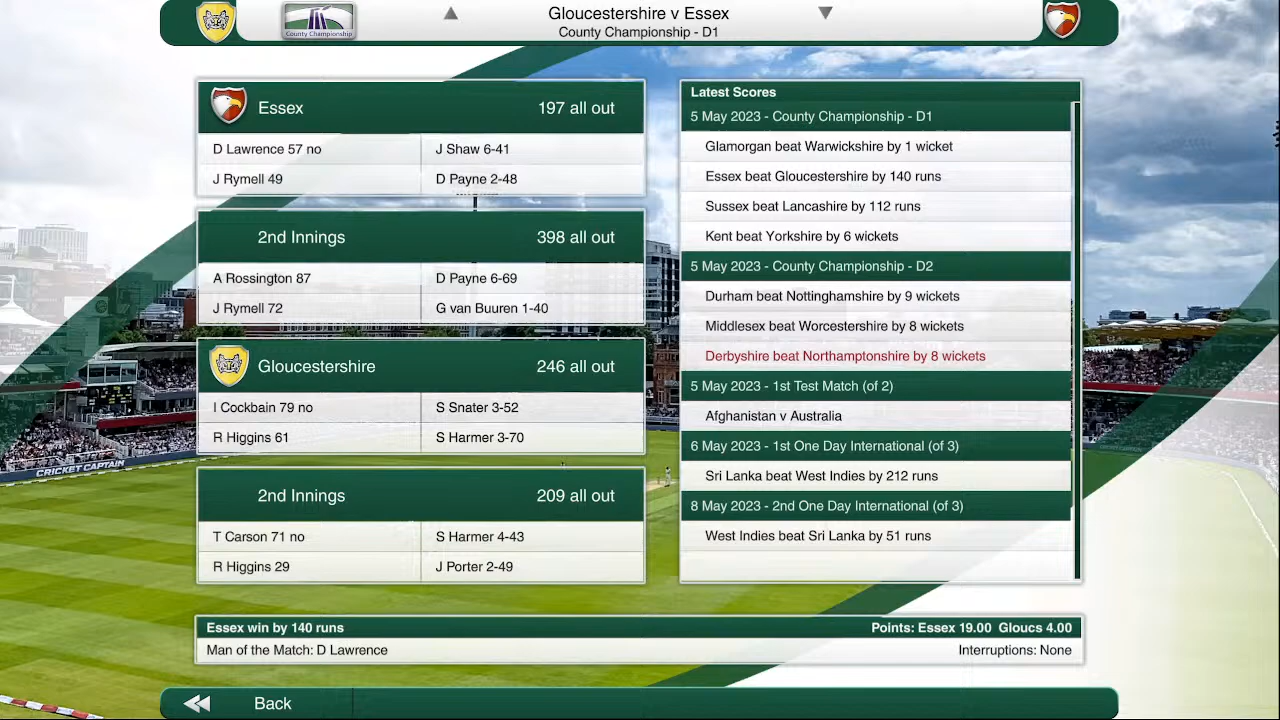 Gloucestershire v Essex
County Championship
County Championship - D1
Essex 197 all out
D Lawrence 57 no J Shaw 6-41
J Rymell 49 D Payne 2-48
2nd Innings 398 all out
A Rossington 87 D Payne 6-69
J Rymell 72 G van Buuren 1-40
Gloucestershire 246 all out
I Cockbain 79 no S Snater 3-52
R Higgins 61 S Harmer 3-70
CRICKET CAPTAIN
2nd Innings 209 all out
T Carson 71 no S Harmer 4-43
R Higgins 29 J Porter 2-49
Latest Scores
5 May 2023 - County Championship - D1
Glamorgan beat Warwickshire by 1 wicket
Essex beat Gloucestershire by 140 runs
Sussex beat Lancashire by 112 runs
Kent beat Yorkshire by 6 wickets
5 May 2023 - County Championship - D2
Durham beat Nottinghamshire by 9 wickets
Middlesex beat Worcestershire by 8 wickets
Derbyshire beat Northamptonshire by 8 wickets
5 May 2023 - 1st Test Match (of 2)
Afghanistan v Australia
6 May 2023 - 1st One Day International (of 3)
Sri Lanka beat West Indies by 212 runs
8 May 2023 - 2nd One Day International (of 3)
West Indies beat Sri Lanka by 51 runs
Essex win by 140 runs Points: Essex 19.00 Gloucs 4.00
Man of the Match: D Lawrence Interruptions: None
Back